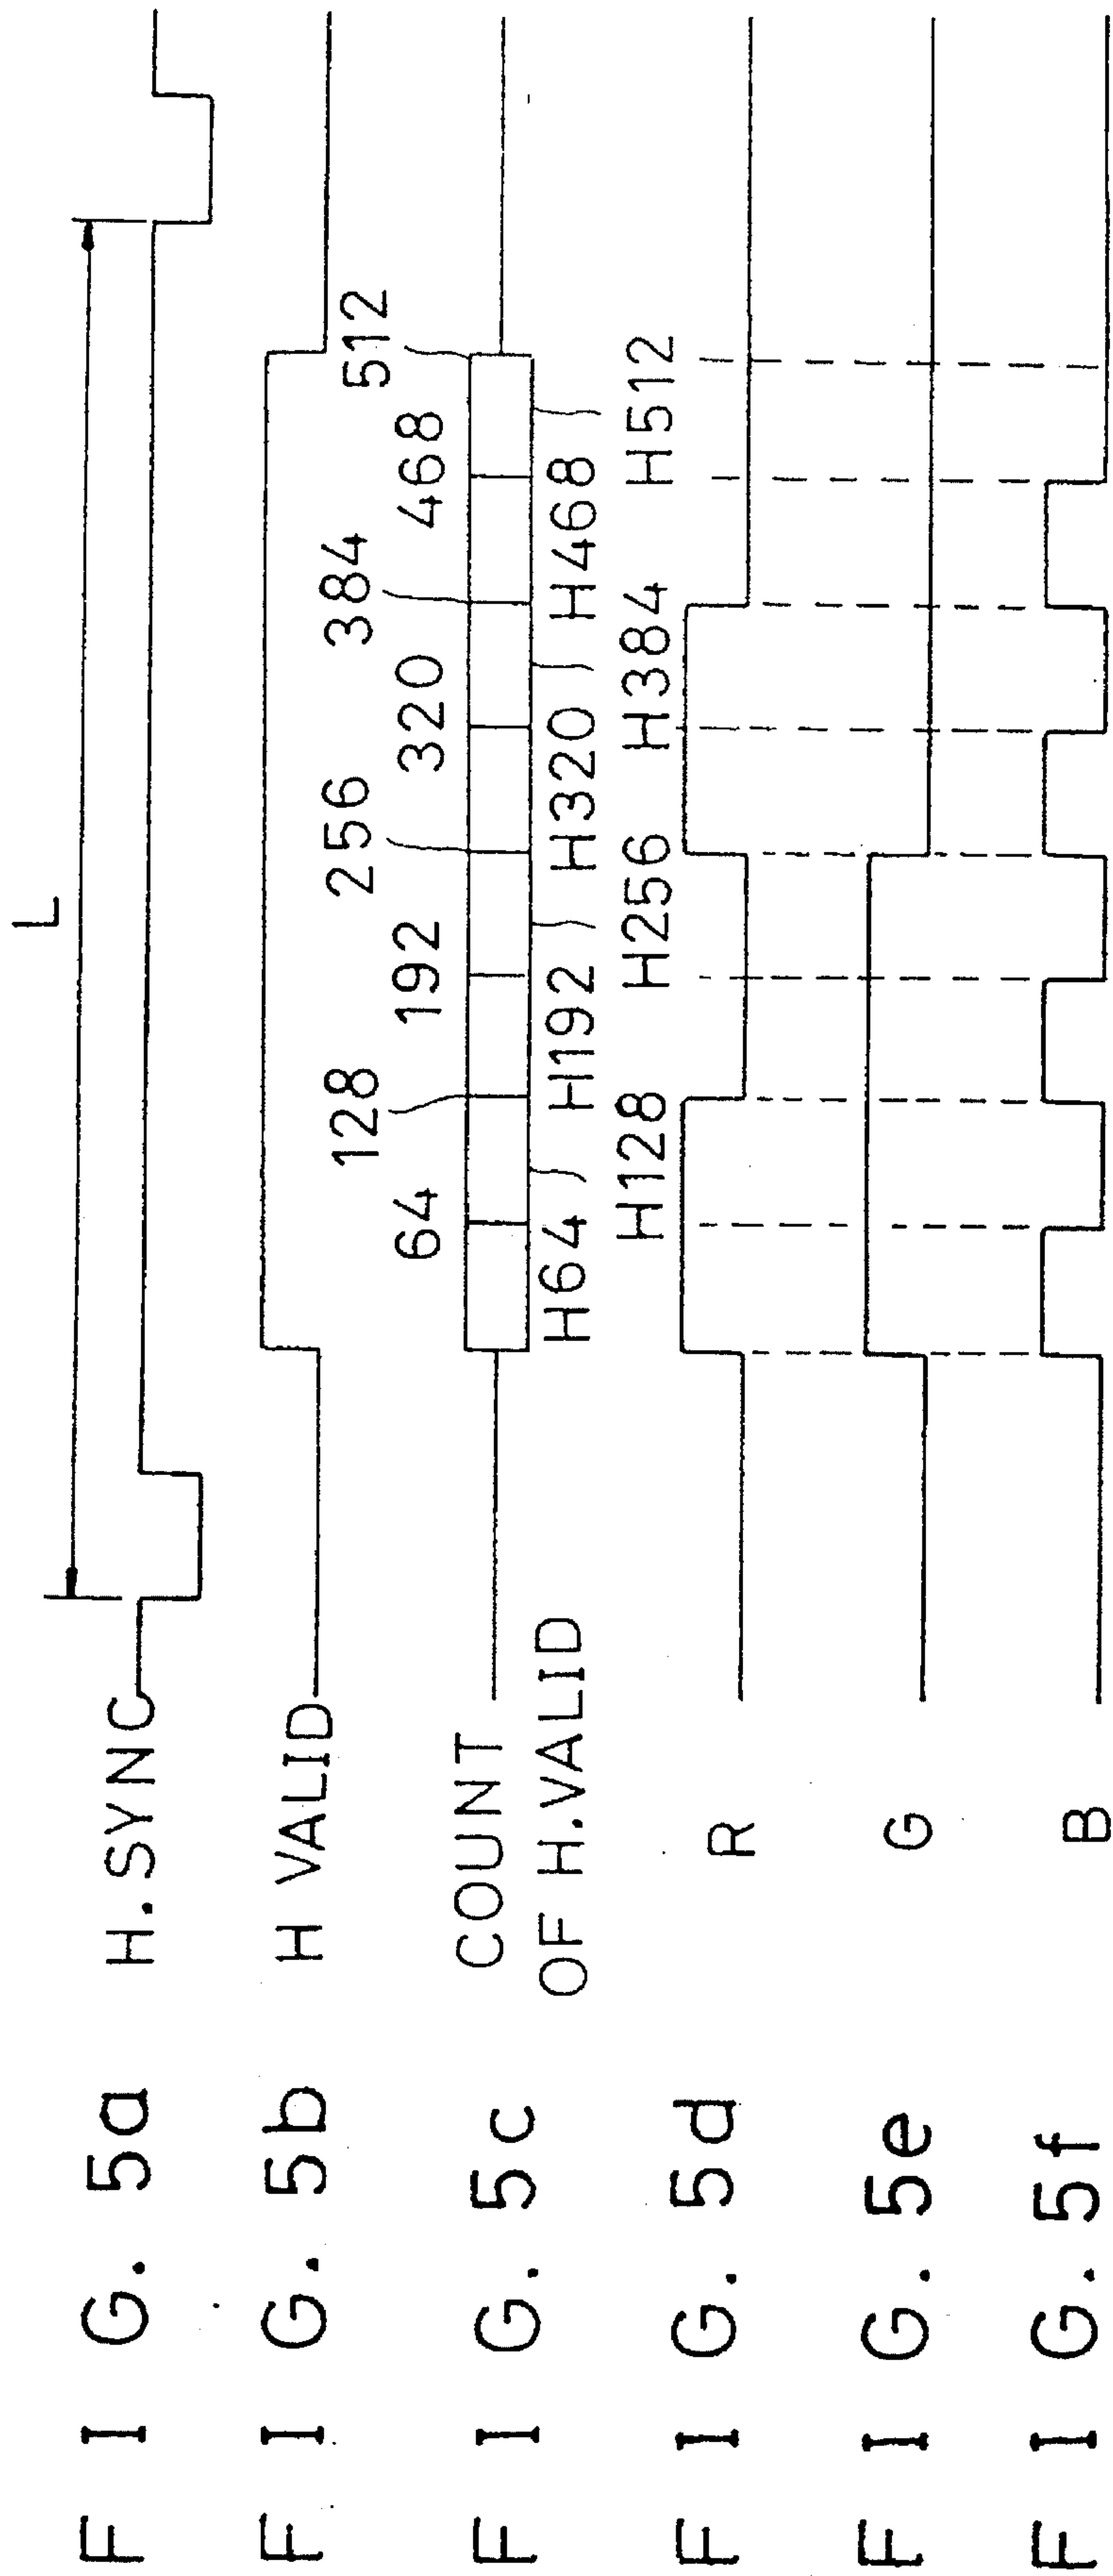 L
FIG. 5a H.SYNC
FIG. 5b H VALID
128 256 384 512
64 192 320 468
FIG. 5c COUNT
OF H.VALID
H64 H192 H320 H468
H128 H256 H384 H512
FIG. 5d R
FIG. 5e G
FIG. 5f B